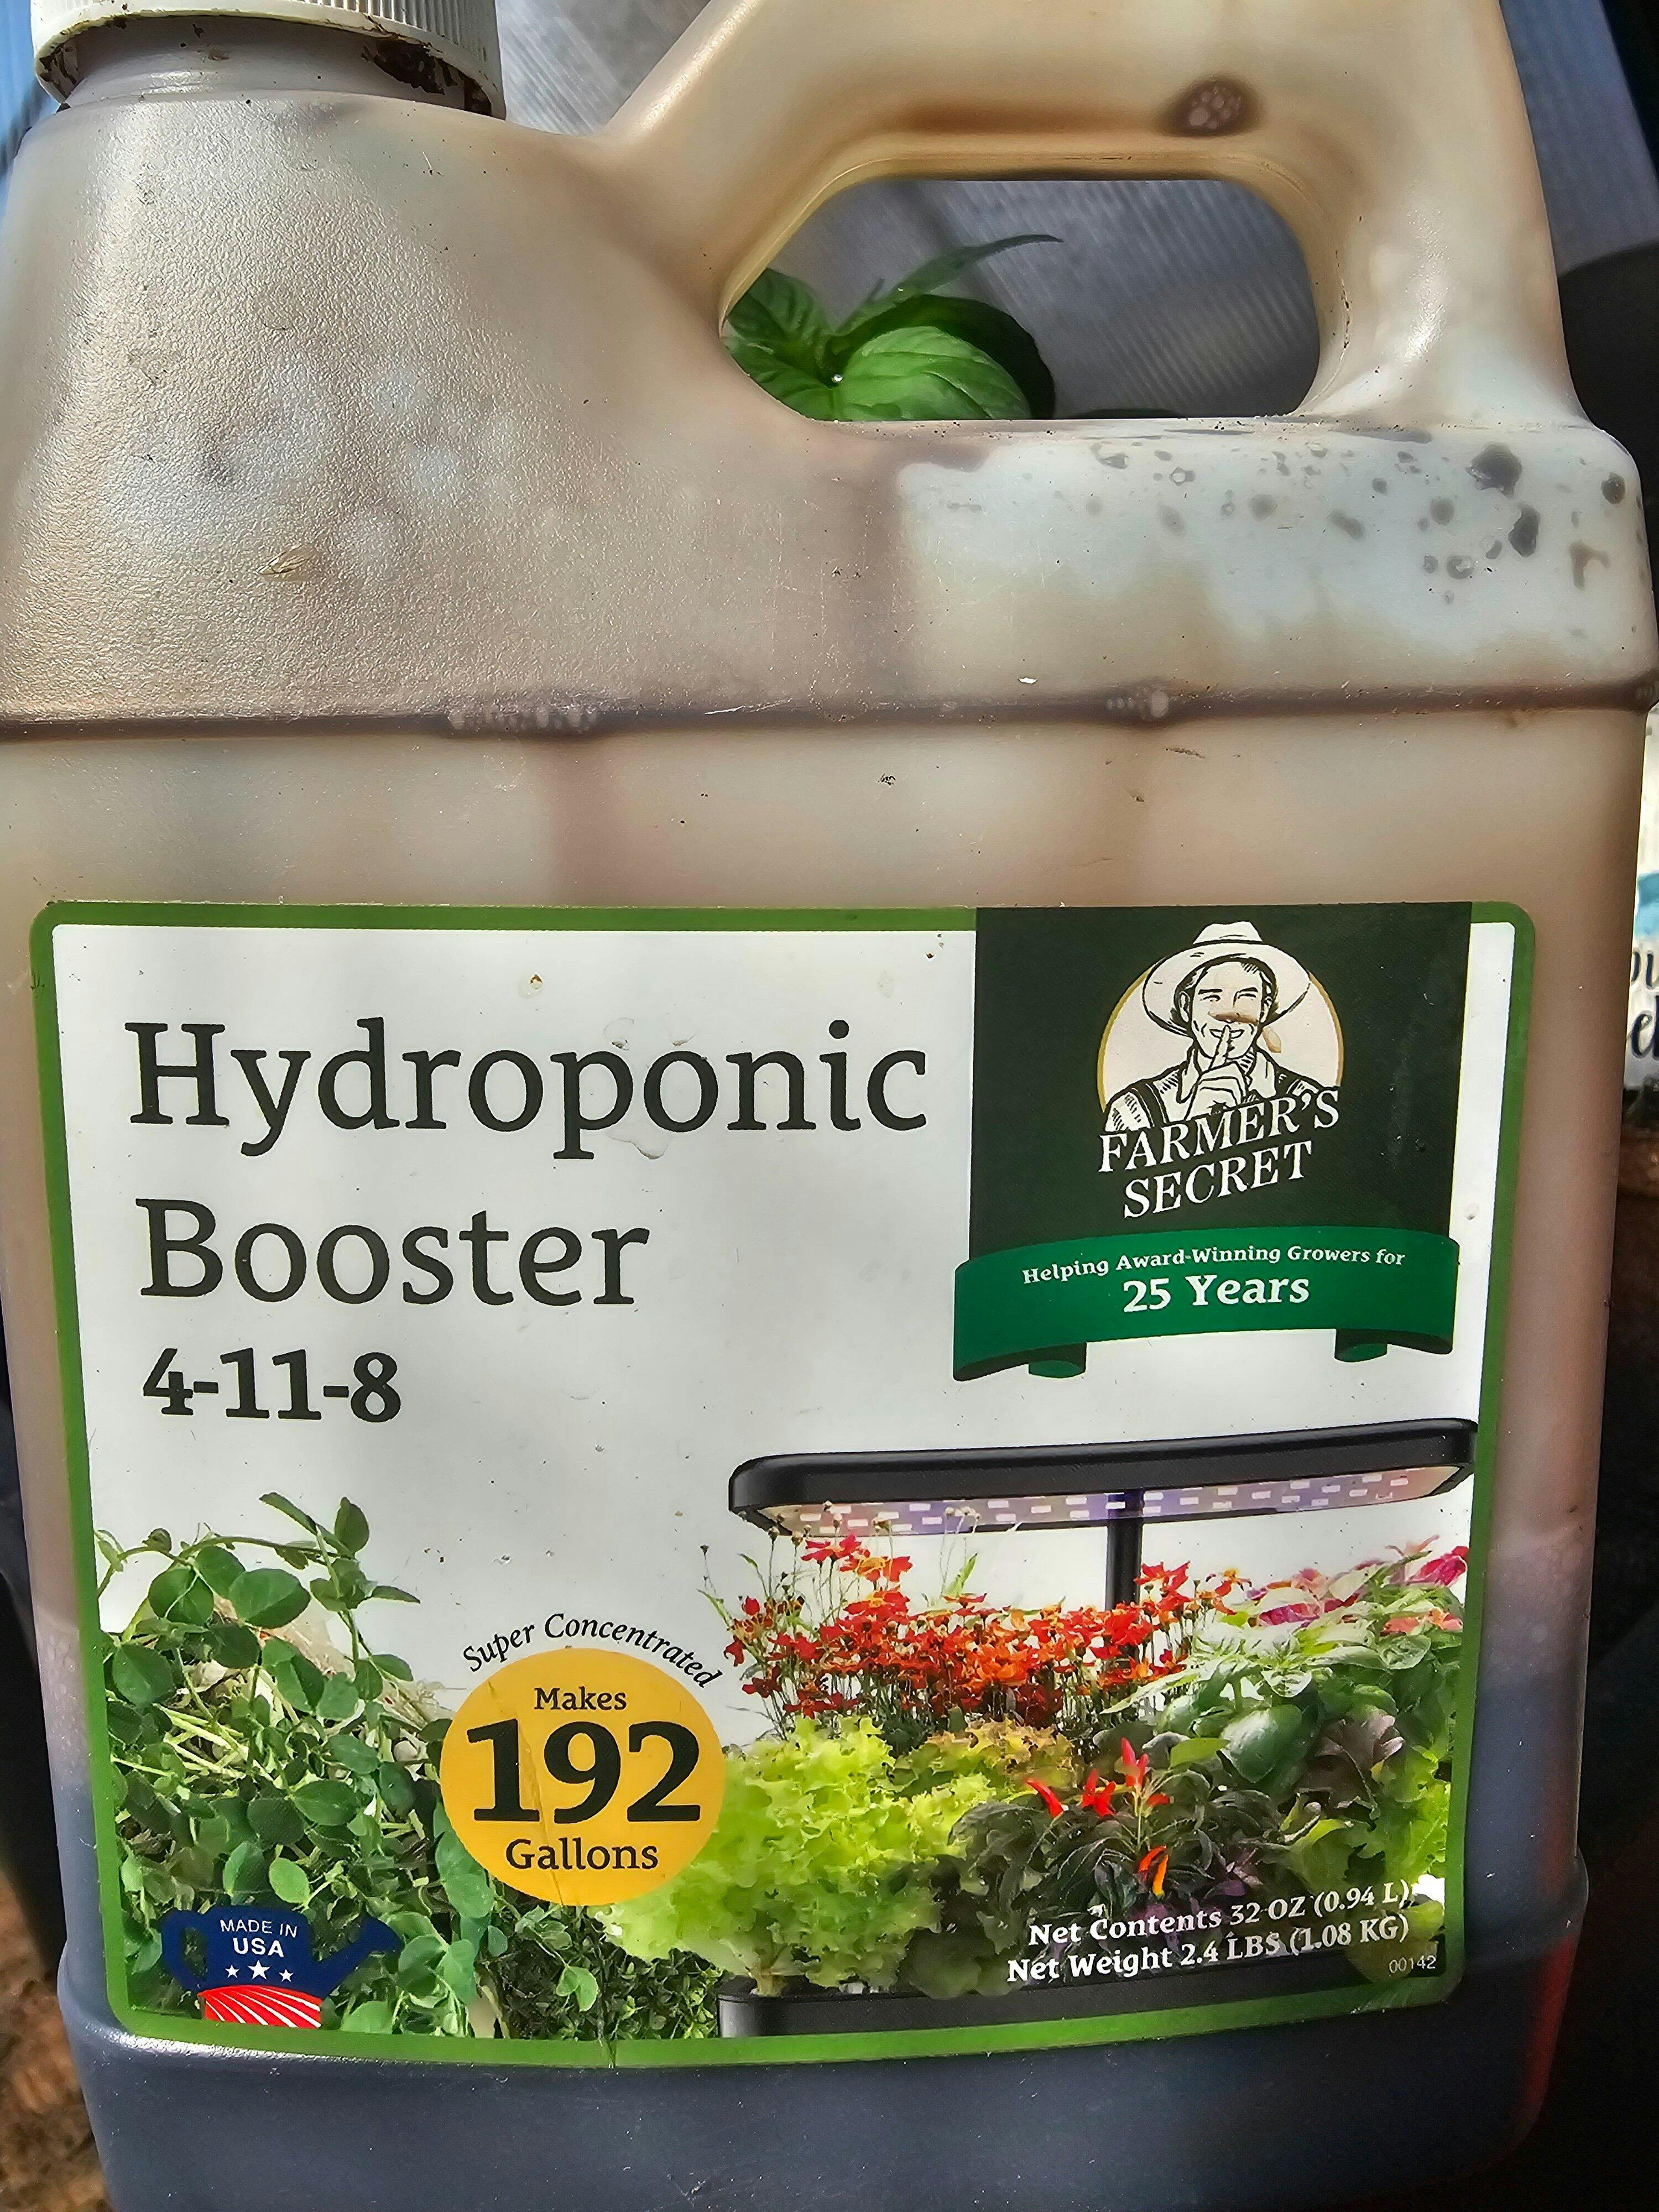 Hydroponic
Booster
4-11-8
FARMER'S
SECRET
Helping Award-Winning Growers for
25 Years
Super Concentrated
Makes
192
Gallons
MADE IN
USA
Net Contents 32 OZ (0.94 L)
Net Weight 2.4 LBS (1.08 KG)
00142